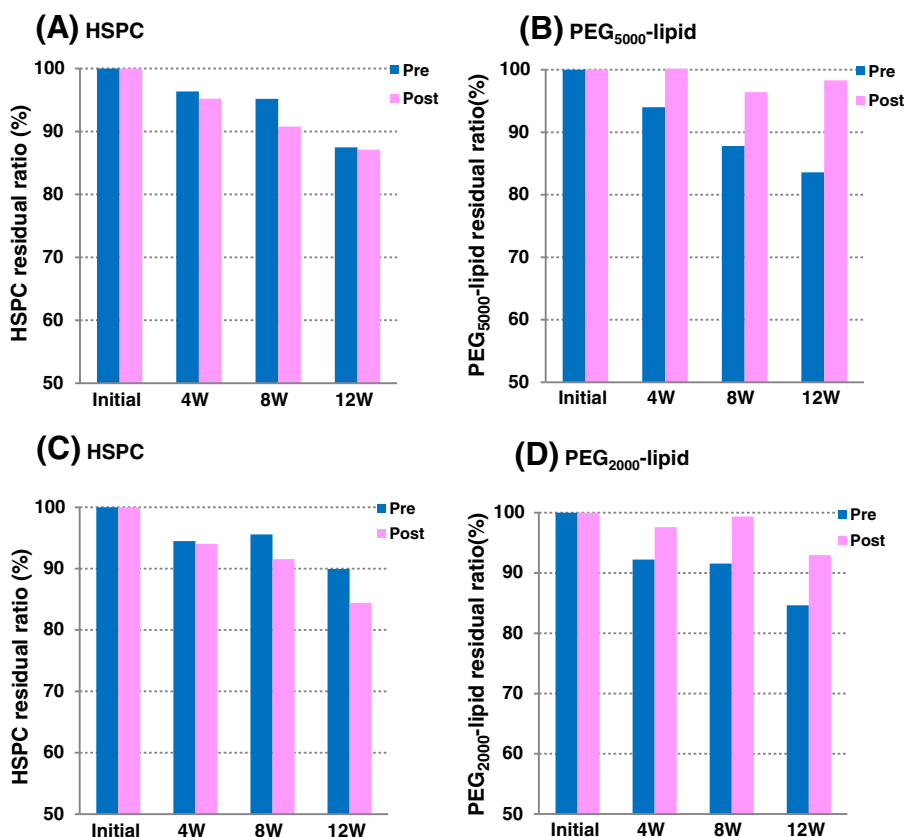 (A) HSPC
HSPC residual ratio (%)
100
90
80
70
60
50
Initial 4W 8W 12W
Pre
Post
(B) PEG5000-lipid
PEG5000-lipid residual ratio(%)
100
90
80
70
60
50
Initial 4W 8W 12W
Pre
Post
(C) HSPC
HSPC residual ratio (%)
100
90
80
70
60
50
Initial 4W 8W 12W
Pre
Post
(D) PEG2000-lipid
PEG2000-lipid residual ratio(%)
100
90
80
70
60
50
Initial 4W 8W 12W
Pre
Post